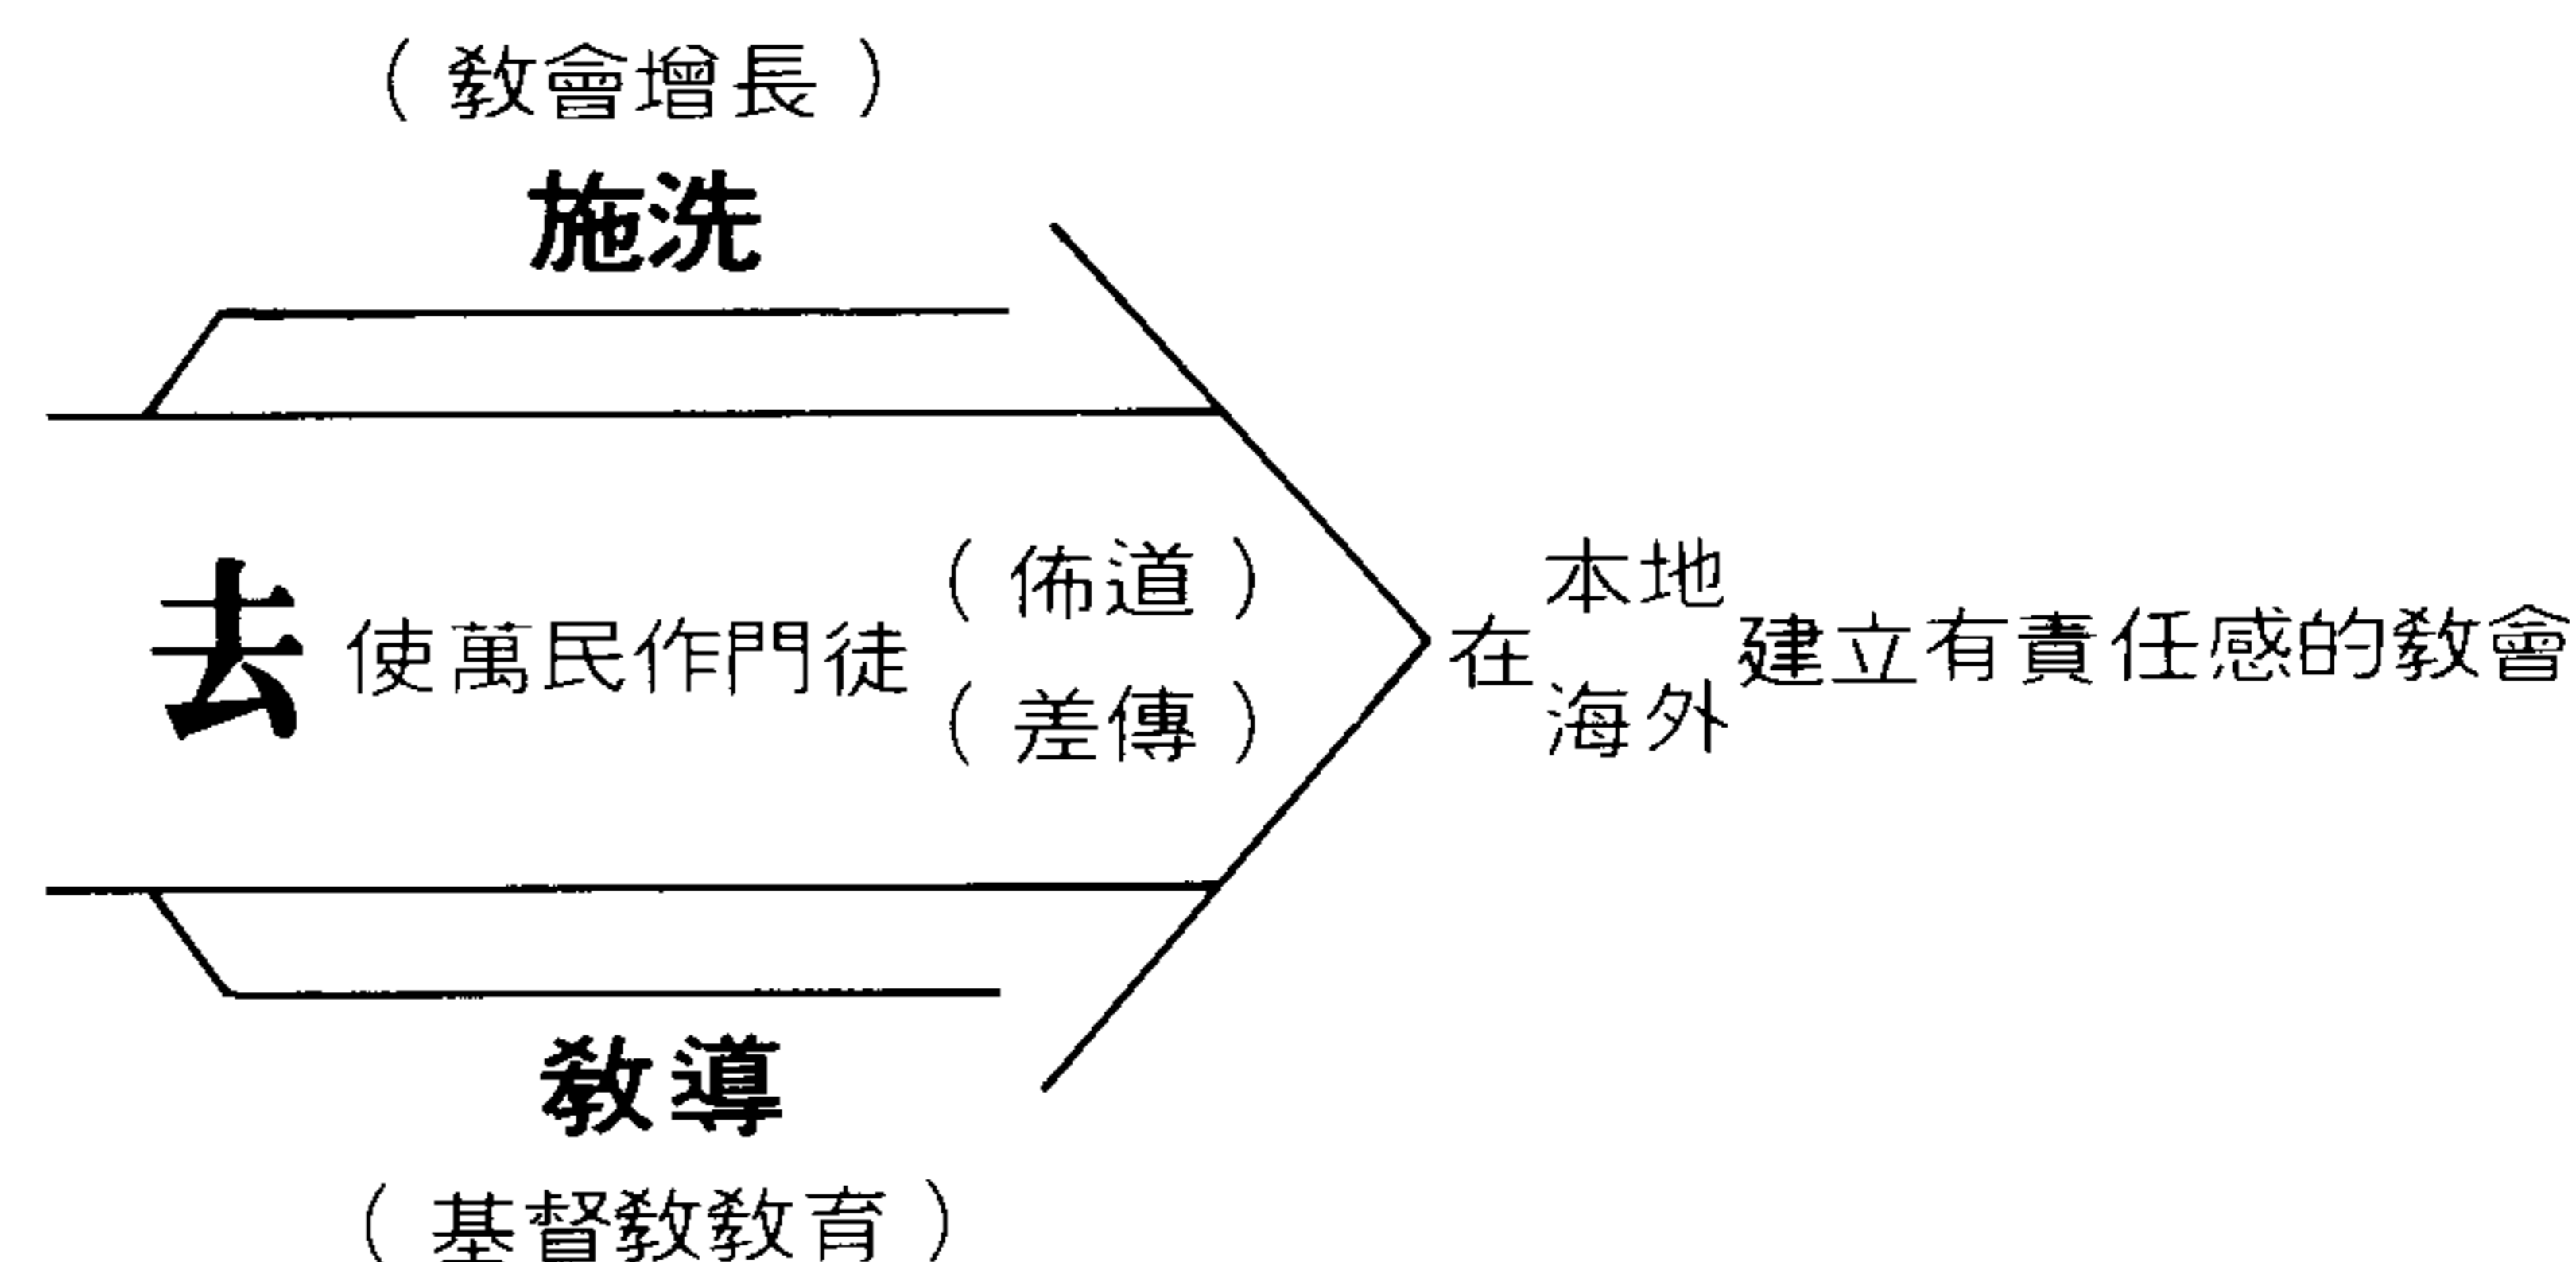 （教會增長）
施洗
去 使萬民作門徒（佈道）
（差傳）
在本地建立有責任感的教會
海外
教導
（基督教教育）